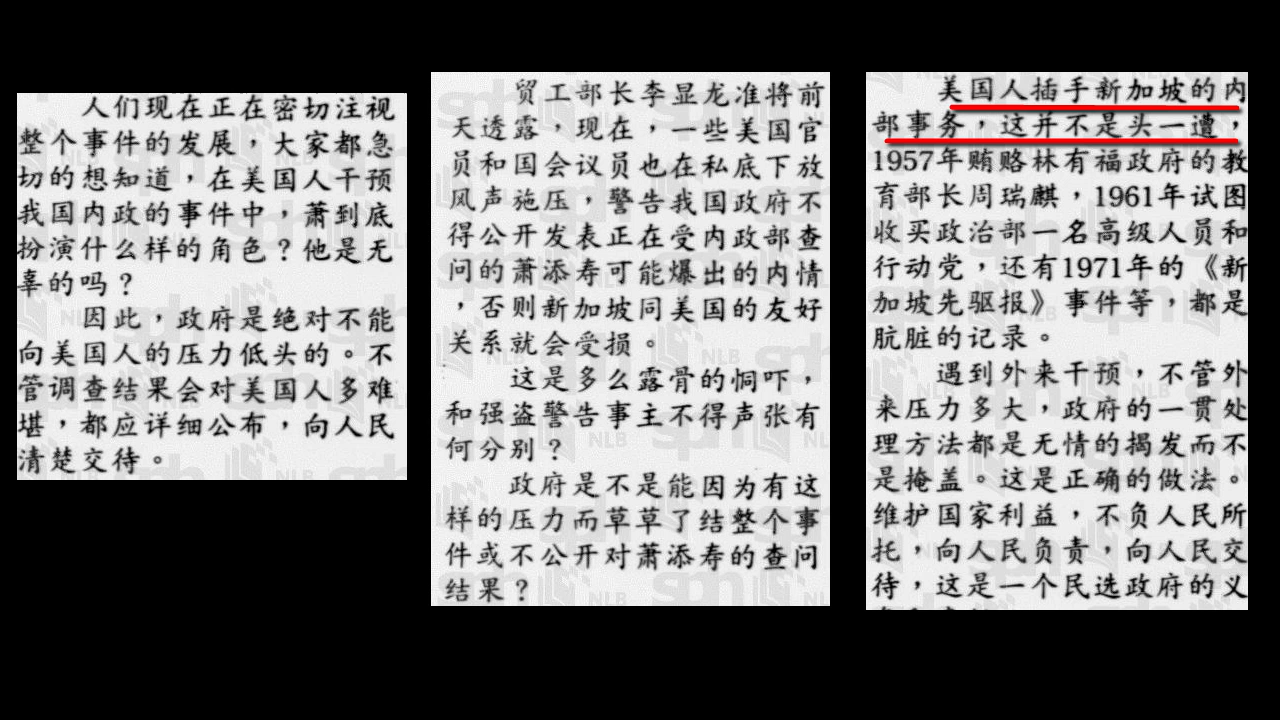 人们现在正在密切注视
整个事件的发展，大家都急
切的想知道，在美国人干预
我国内政的事件中，萧到底
扮演什么样的角色？他是无
辜的吗？
因此，政府是绝对不能
向美国人的压力低头的。不
管调查结果会对美国人多难
堪，都应详细公布，向人民
清楚交待。
贸工部长李显龙准将前
天透露，现在，一些美国官
员和国会议员也在私底下放
风声施压，警告我国政府不
得公开发表正在受内政部查
问的萧添寿可能爆出的内情
，否则新加坡同美国的友好
关系就会受损。
这是多么露骨的恫吓，
和强盗警告事主不得声张有
何分别？
政府是不是能因为有这
样的压力而草草了结整个事
件或不公开对萧添寿的查问
结果？
美国人插手新加坡的内
部事务，这并不是头一遭，
1957年贿赂林有福政府的教
育部长周瑞麒，1961年试图
收买政治部一名高级人员和
行动党，还有1971年的《新
加坡先驱报》事件等，都是
肮脏的记录。
遇到外来干预，不管外
来压力多大，政府的一贯处
理方法都是无情的揭发而不
是掩盖。这是正确的做法。
维护国家利益，不负人民所
托，向人民负责，向人民交
待，这是一个民选政府的义